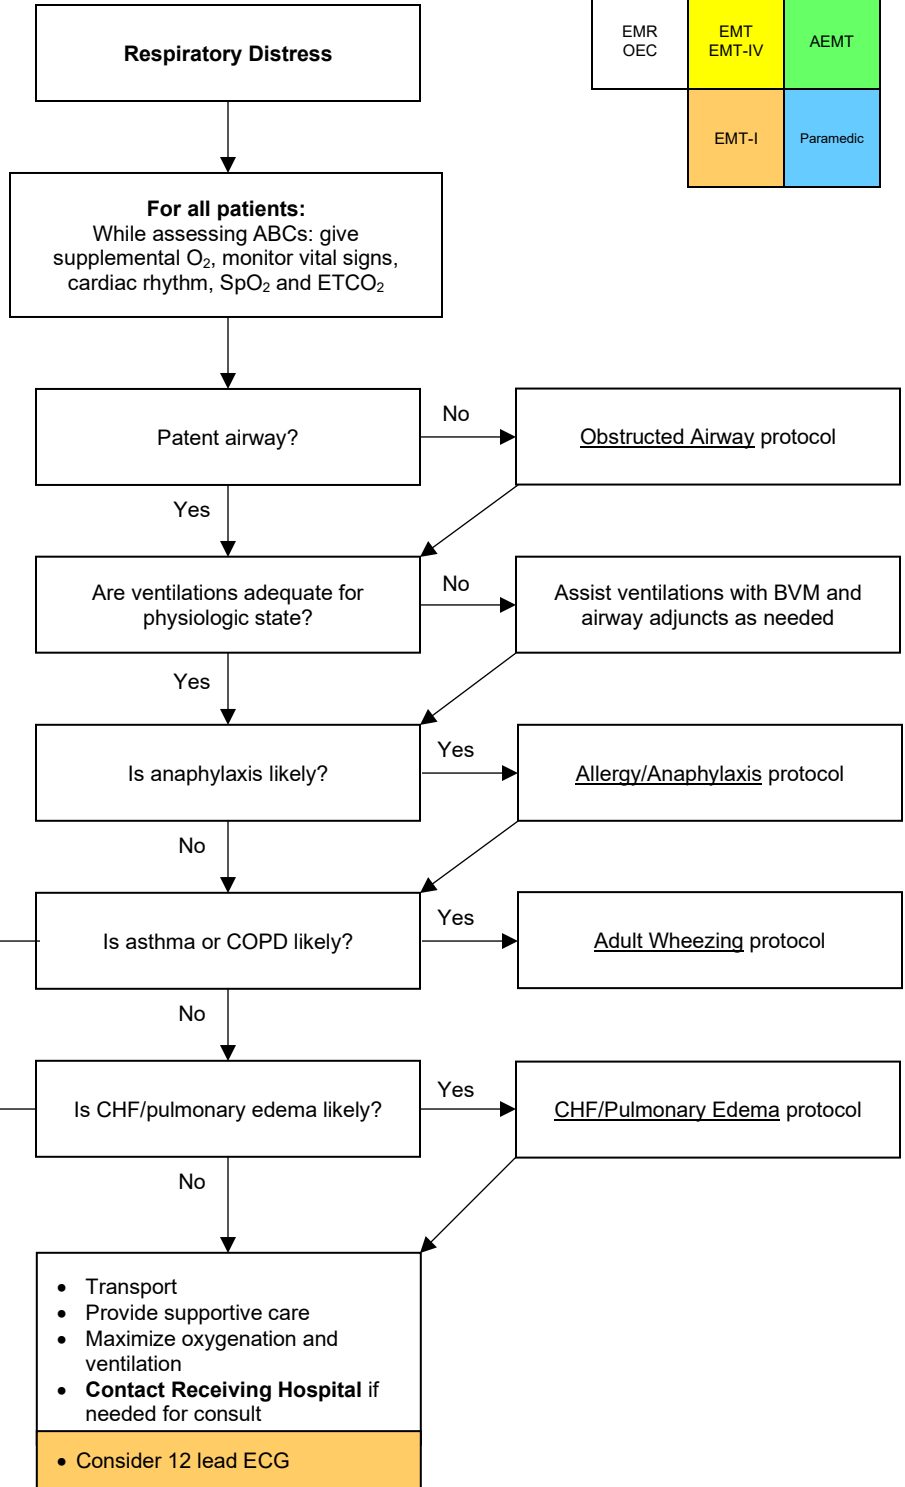 Respiratory Distress
EMR
OEC
EMT
EMT-IV
AEMT
EMT-I
Paramedic
For all patients:
While assessing ABCs: give
supplemental O₂, monitor vital signs,
cardiac rhythm, SpO₂ and ETCO₂
Patent airway?
No
Obstructed Airway protocol
Yes
Are ventilations adequate for
physiologic state?
No
Assist ventilations with BVM and
airway adjuncts as needed
Yes
Is anaphylaxis likely?
Yes
Allergy/Anaphylaxis protocol
No
Is asthma or COPD likely?
Yes
Adult Wheezing protocol
No
Is CHF/pulmonary edema likely?
Yes
CHF/Pulmonary Edema protocol
No
• Transport
• Provide supportive care
• Maximize oxygenation and
ventilation
• Contact Receiving Hospital if
needed for consult
• Consider 12 lead ECG